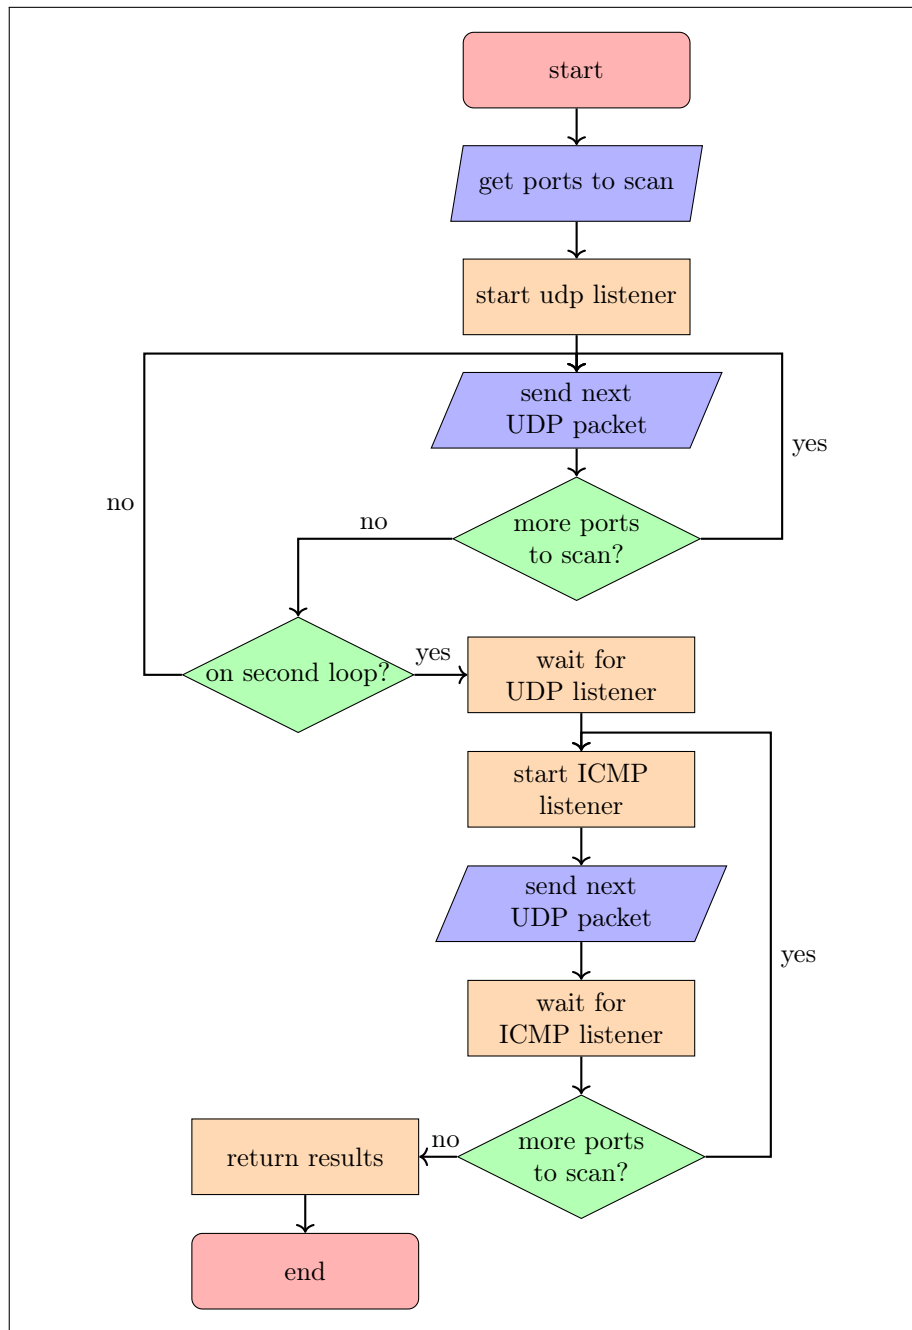 start
get ports to scan
start udp listener
send next
UDP packet
yes
no
more ports
to scan?
no
on second loop?
yes
wait for
UDP listener
start ICMP
listener
send next
UDP packet
yes
wait for
ICMP listener
more ports
to scan?
no
return results
end